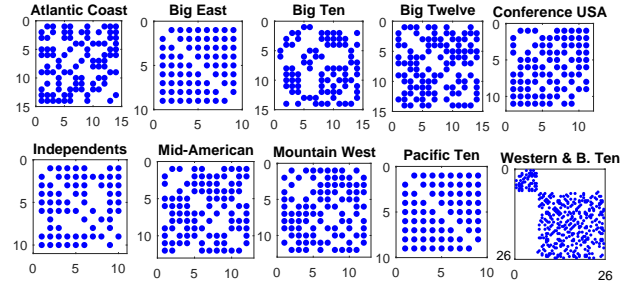 Atlantic Coast Big East Big Ten Big Twelve Conference USA
0 0 0 0 0
5 5 5 5
5
10 10 10 10
15 10 15 15 10
0 5 10 15 0 5 10 0 5 10 15 0 5 10 15 0 5 10
Independents Mid-American Mountain West Pacific Ten Western & B. Ten
0 0 0 0 0
5 5 5 5
10 10 10 10 26
0 5 10 0 5 10 0 5 10 0 5 10 0 26